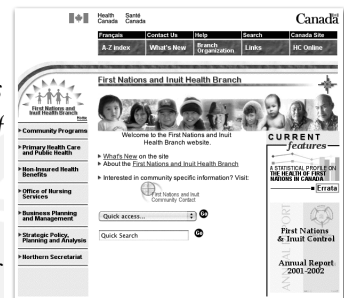 Health Canada
Santé Canada
Canada
Français
Contact Us
Help
Search
Canada Site
A-Z index
What's New
Branch Organization
Links
HC Online
First Nations and Inuit Health Branch
First Nations and Inuit Health Branch
Home
Community Programs
Primary Health Care
and Public Health
Non-Insured Health
Benefits
Office of Nursing
Services
Business Planning
and Management
Strategic Policy,
Planning and Analysis
Northern Secretariat
Welcome to the First Nations and Inuit
Health Branch website.
What's New on the site
About the First Nations and Inuit Health Branch
Interested in community specific information? Visit:
First Nations and Inuit
Community Contact
Quick access...
Go
Quick Search
Go
CURRENT
features
A STATISTICAL PROFILE ON
THE HEALTH OF FIRST
NATIONS IN CANADA
Errata
ANNUAL REPORT
First Nations
& Inuit Control
Annual Report
2001-2002